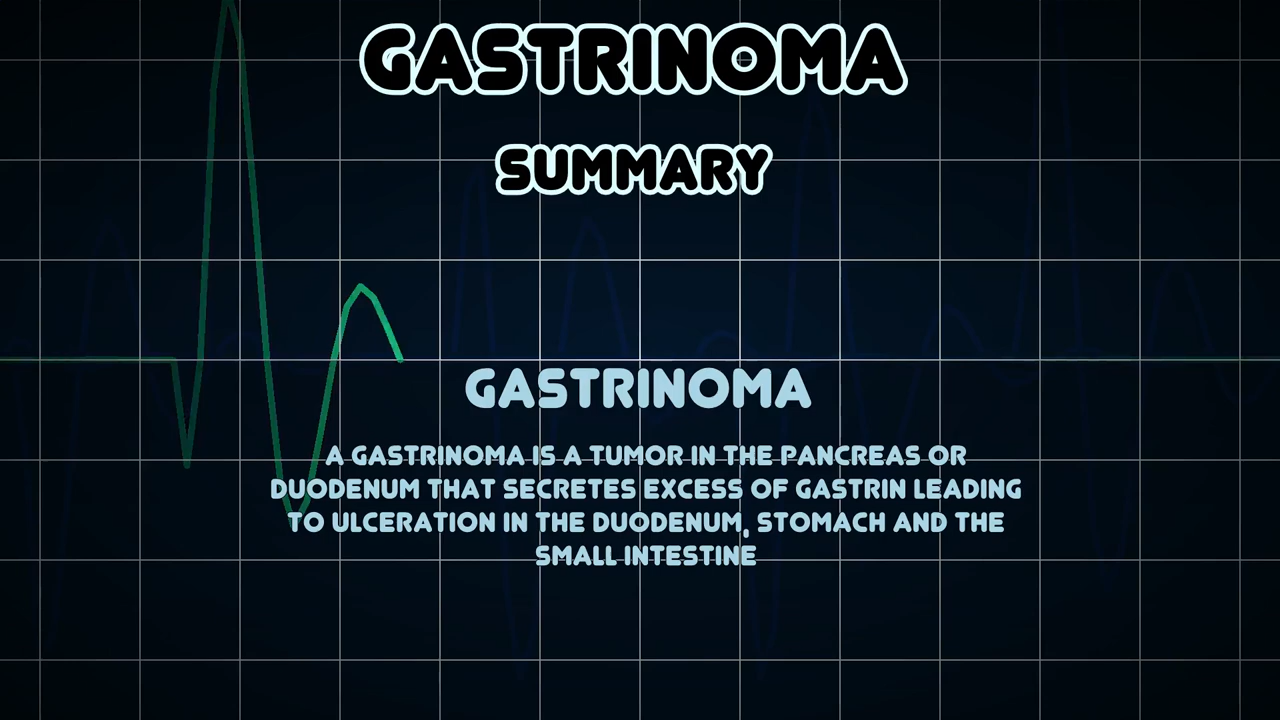 GASTRINOMA
SUMMARY
GASTRINOMA
A GASTRINOMA IS A TUMOR IN THE PANCREAS OR
DUODENUM THAT SECRETES EXCESS OF GASTRIN LEADING
TO ULCERATION IN THE DUODENUM, STOMACH AND THE
SMALL INTESTINE